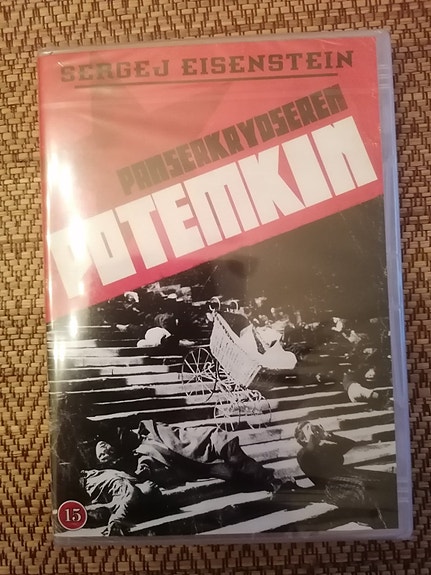 SERGEJ EISENSTEIN
PANSERKRYDSEREN
POTEMKIN
15